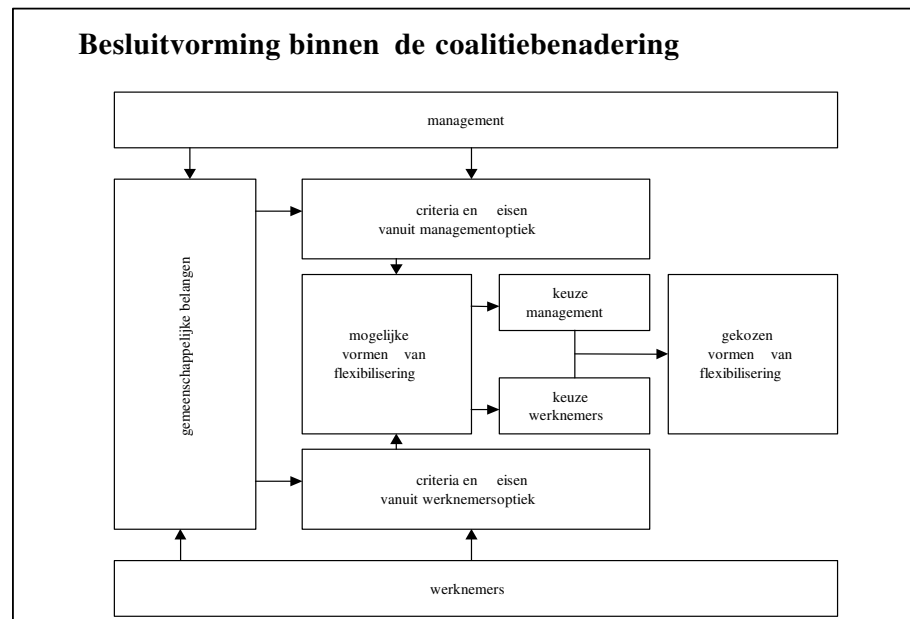 Besluitvorming binnen de coalitiebenadering
management
gemeenschappelijke belangen
criteria en eisen
vanuit managementoptiek
mogelijke
vormen van
flexibilisering
keuze
management
keuze
werknemers
gekozen
vormen van
flexibilisering
criteria en eisen
vanuit werknemersoptiek
werknemers